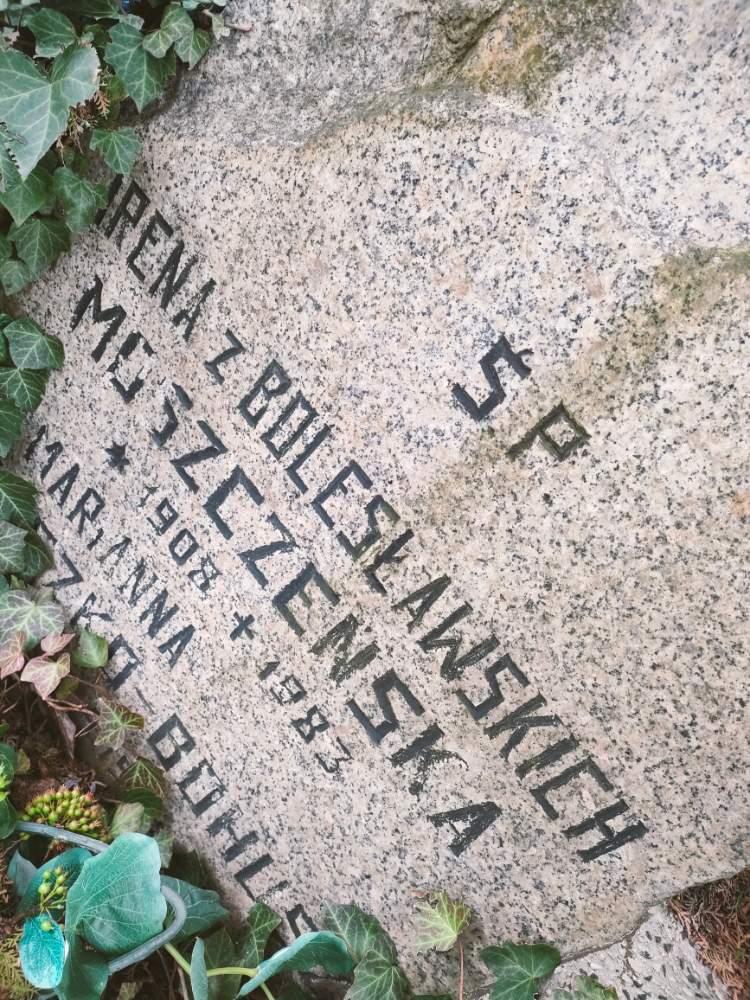 Ś P
IRENA Z BOLESŁAWSKICH
MOSZCZEŃSKA
* 1908 + 1983
MARIANNA